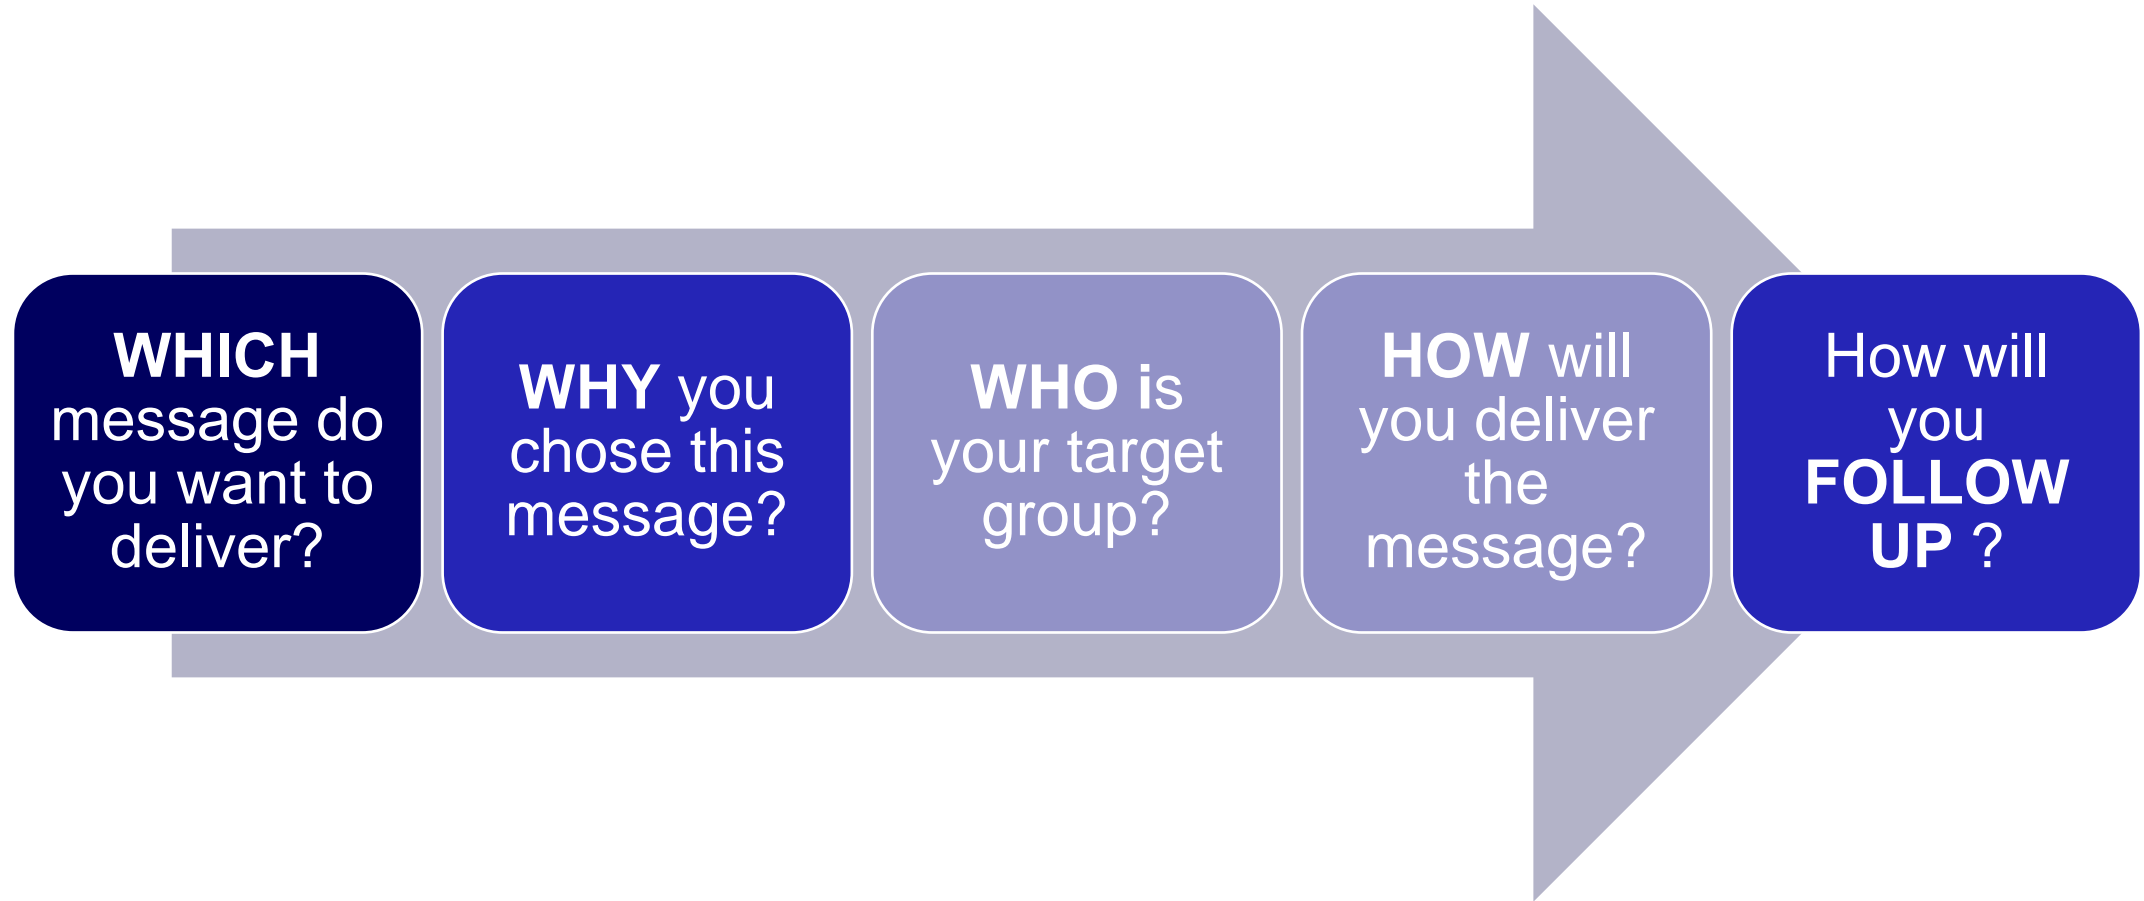 WHICH
message do
you want to
deliver?
WHY you
chose this
message?
WHO is
your target
group?
HOW will
you deliver
the
message?
How will
you
FOLLOW
UP ?